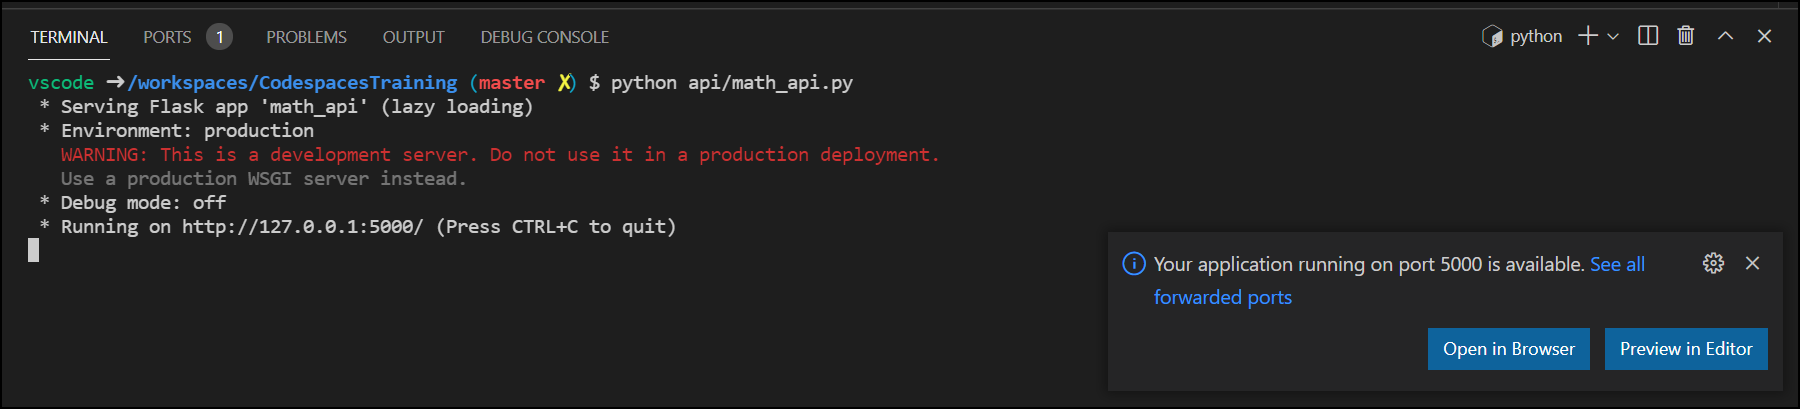 TERMINAL PORTS 1 PROBLEMS OUTPUT DEBUG CONSOLE python
vscode ➜/workspaces/CodespacesTraining (master ✗) $ python api/math_api.py
* Serving Flask app 'math_api' (lazy loading)
* Environment: production
WARNING: This is a development server. Do not use it in a production deployment.
Use a production WSGI server instead.
* Debug mode: off
* Running on http://127.0.0.1:5000/ (Press CTRL+C to quit)
Your application running on port 5000 is available. See all
forwarded ports
Open in Browser Preview in Editor